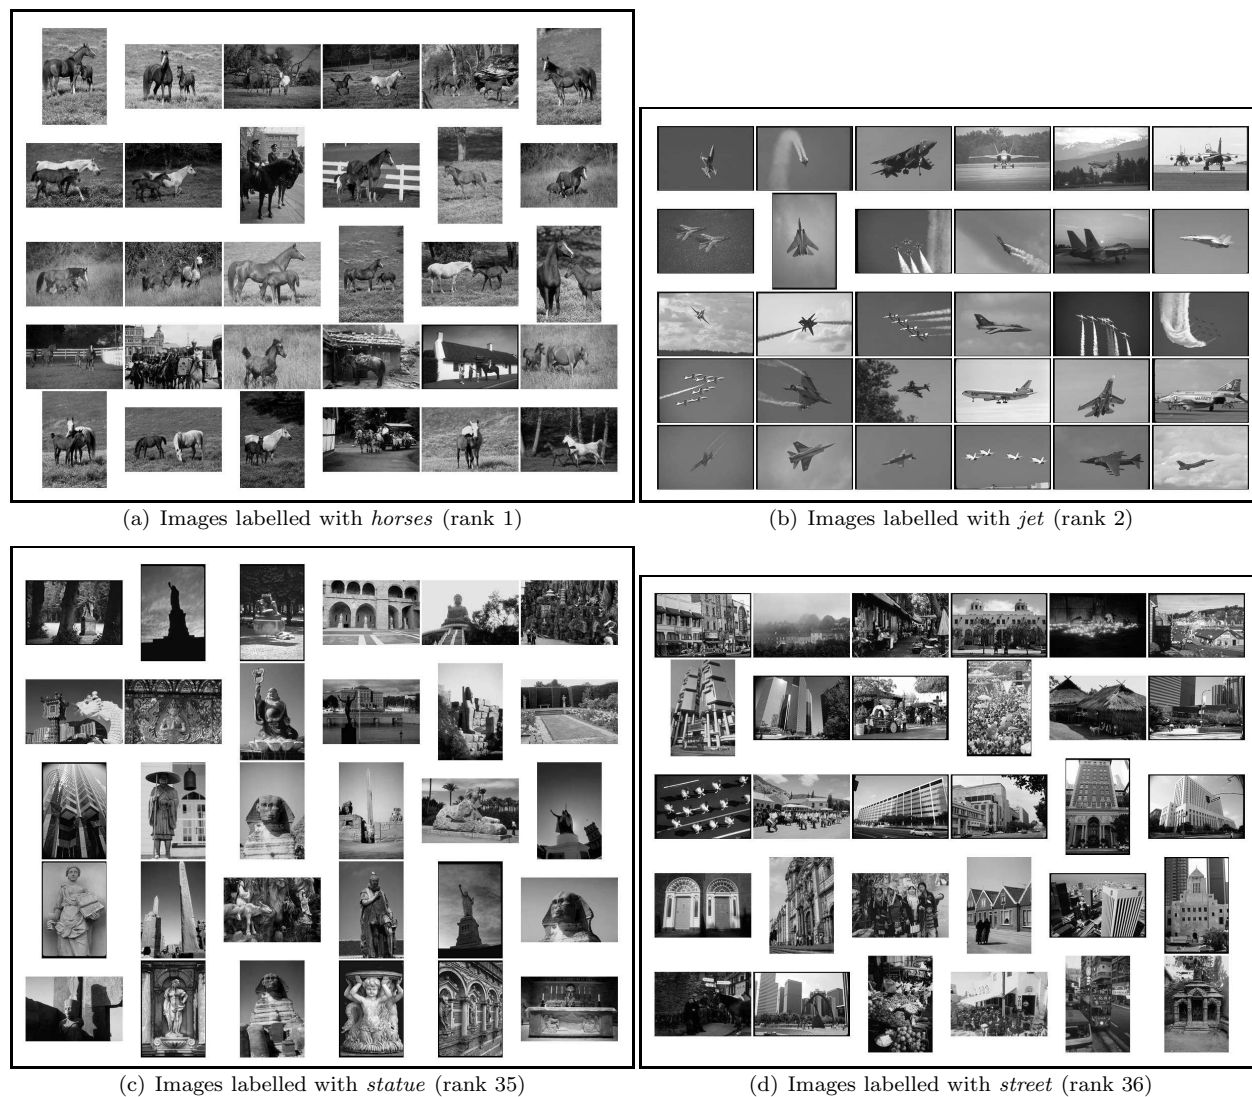 (a) Images labelled with horses (rank 1)
(b) Images labelled with jet (rank 2)
(c) Images labelled with statue (rank 35)
(d) Images labelled with street (rank 36)